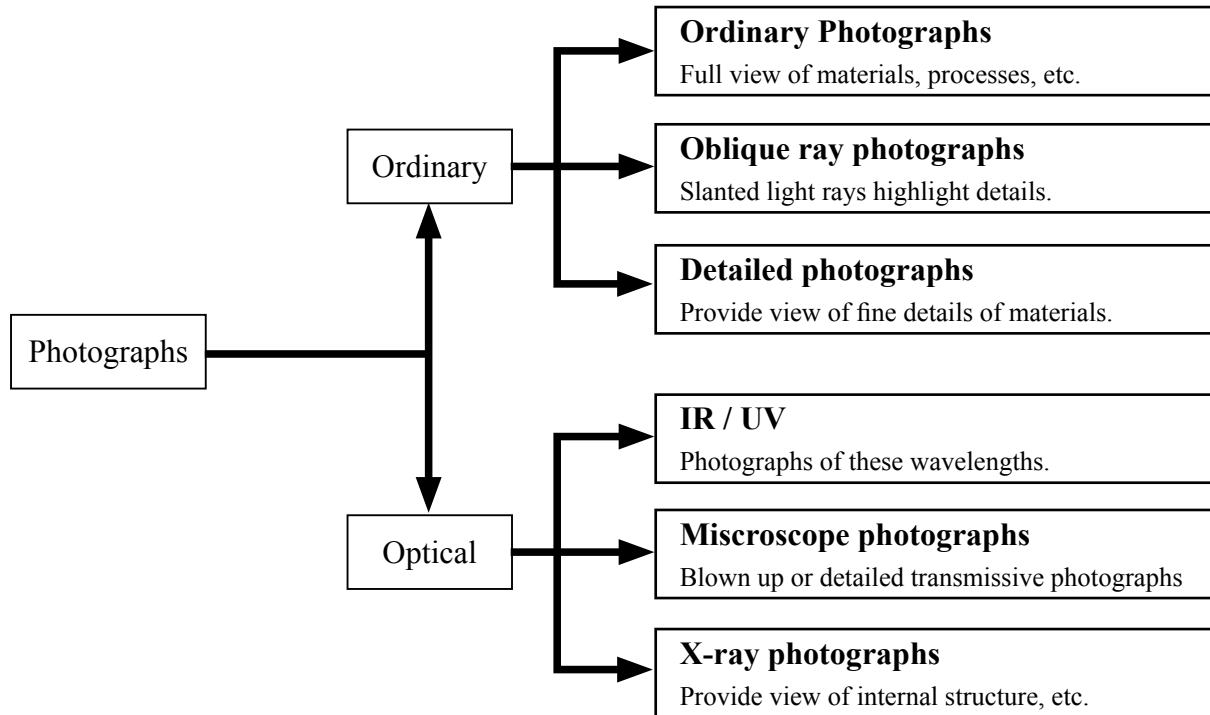 Ordinary Photographs
Full view of materials, processes, etc.
Ordinary
Oblique ray photographs
Slanted light rays highlight details.
Detailed photographs
Provide view of fine details of materials.
Photographs
IR / UV
Photographs of these wavelengths.
Optical
Miscroscope photographs
Blown up or detailed transmissive photographs
X-ray photographs
Provide view of internal structure, etc.